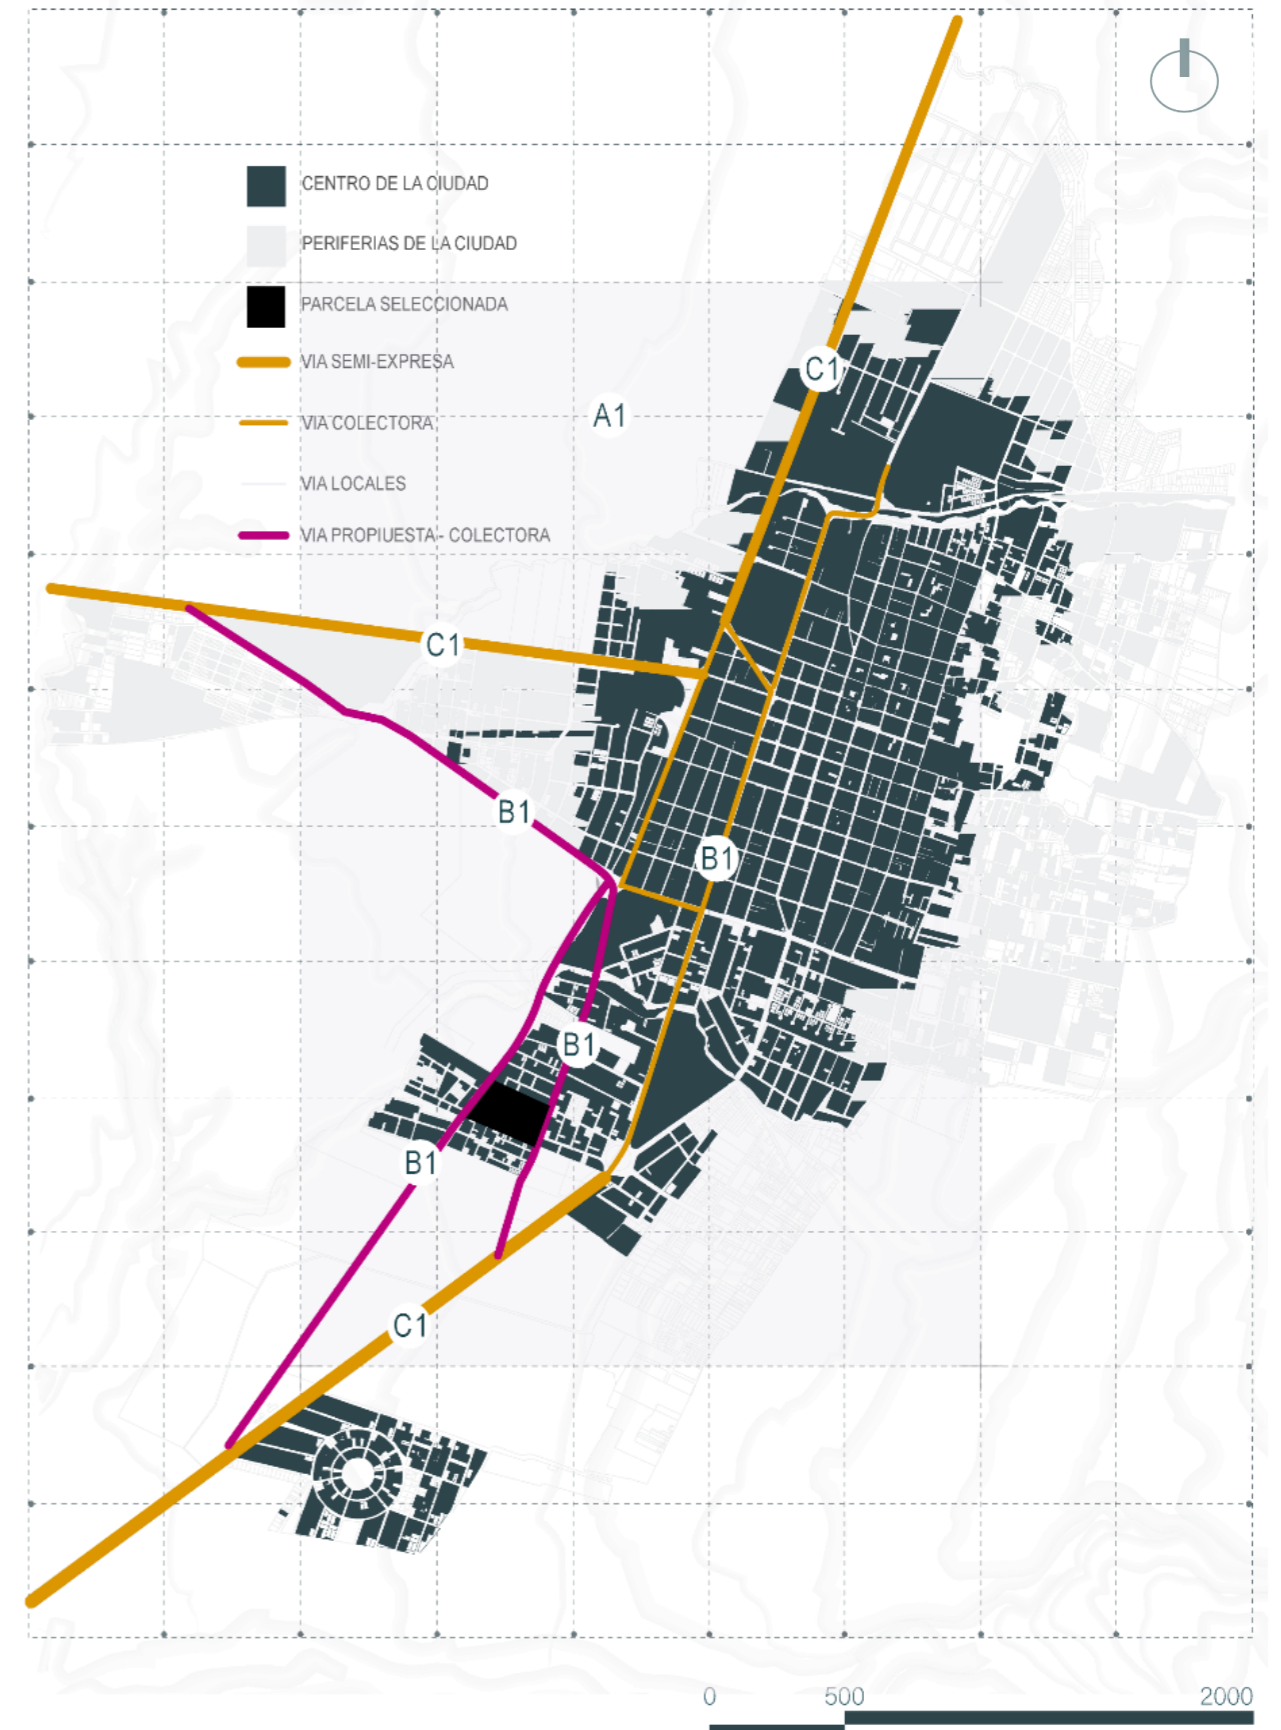 CENTRO DE LA CIUDAD
PERIFERIAS DE LA CIUDAD
PARCELA SELECCIONADA
VIA SEMI-EXPRESA
VIA COLECTORA
VIA LOCALES
VIA PROPIUESTA - COLECTORA
C1
A1
C1
B1
B1
B1
B1
C1
0 500 2000